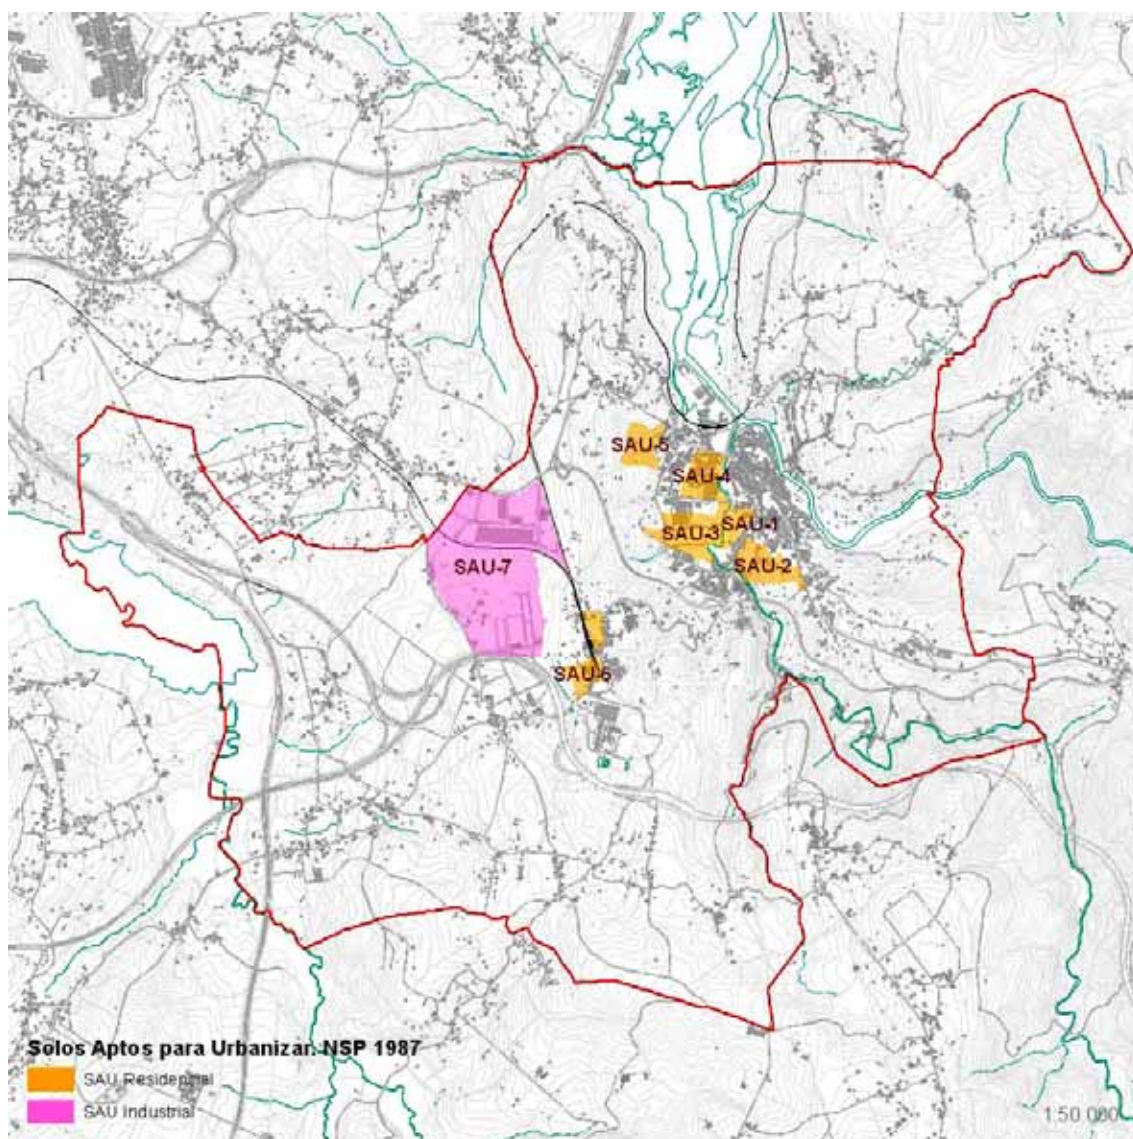 SAU-5
SAU-4
SAU-1
SAU-3
SAU-2
SAU-7
SAU-6
Solos Aptos para Urbanizar. NSP 1987
SAU Residential
SAU Industrial
1:50.000